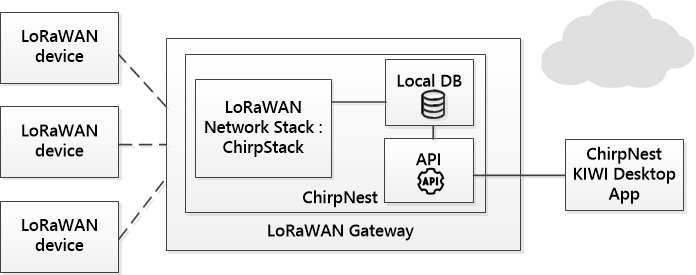 LoRaWAN
device
LoRaWAN
device
LoRaWAN
device
LoRaWAN
Network Stack :
ChirpStack
Local DB
API
API
ChirpNest
LoRaWAN Gateway
ChirpNest
KIWI Desktop
App